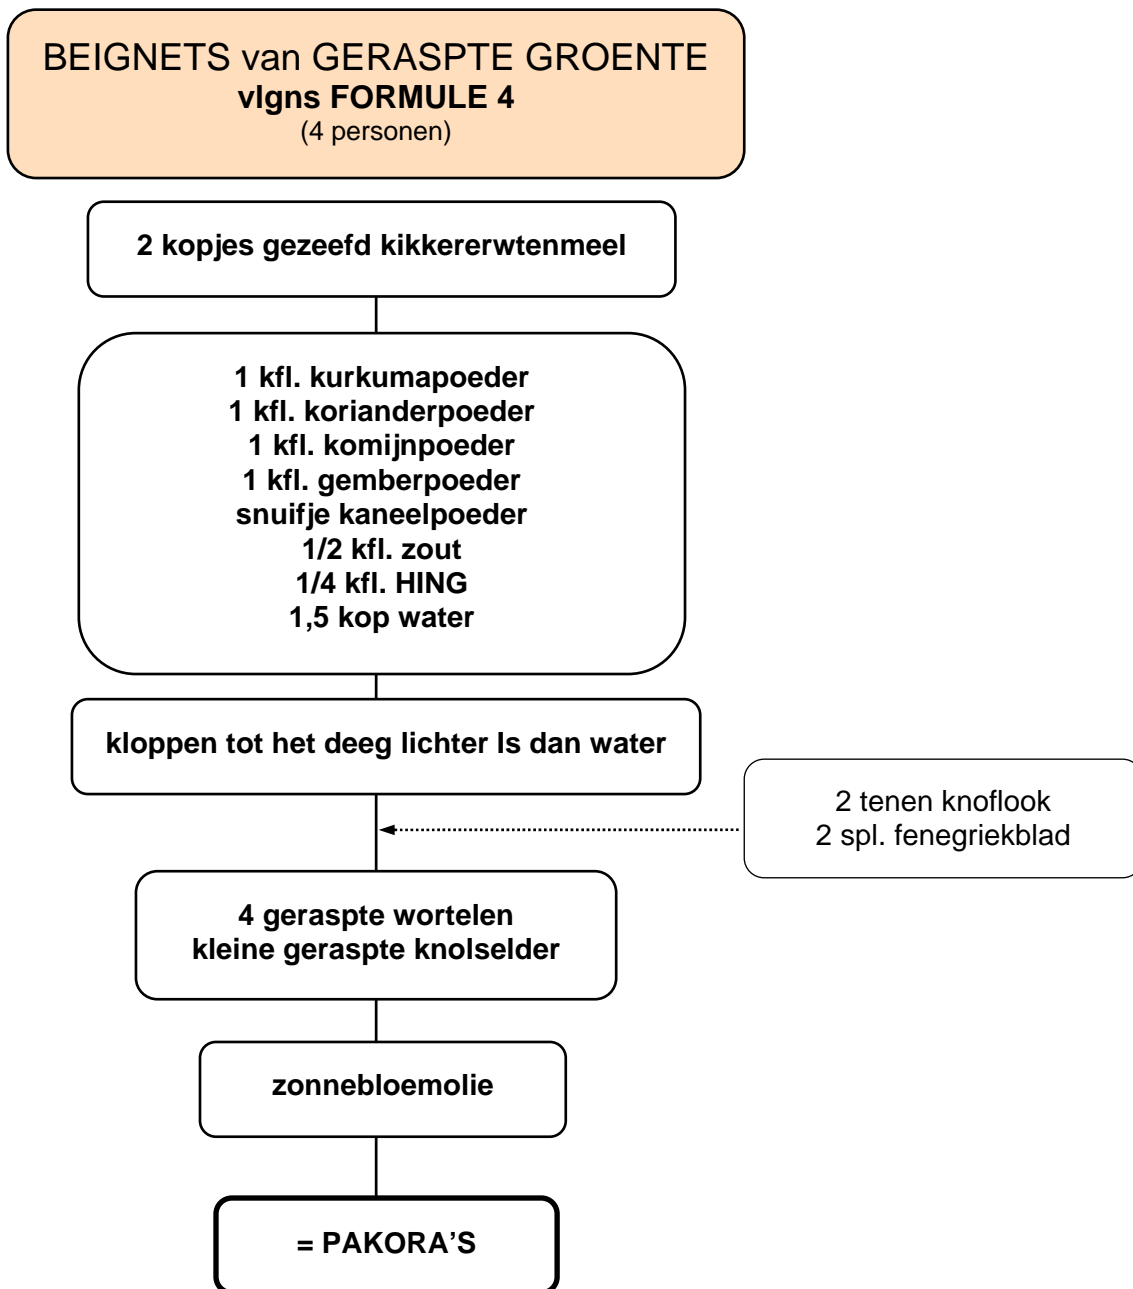 BEIGNETS van GERASPTE GROENTE
vlgns FORMULE 4
(4 personen)
2 kopjes gezeefd kikkererwtenmeel
1 kfl. kurkumapoeder
1 kfl. korianderpoeder
1 kfl. komijnpoeder
1 kfl. gemberpoeder
snuifje kaneelpoeder
1/2 kfl. zout
1/4 kfl. HING
1,5 kop water
kloppen tot het deeg lichter Is dan water
2 tenen knoflook
2 spl. fenegriekblad
4 geraspte wortelen
kleine geraspte knolselder
zonnebloemolie
= PAKORA’S